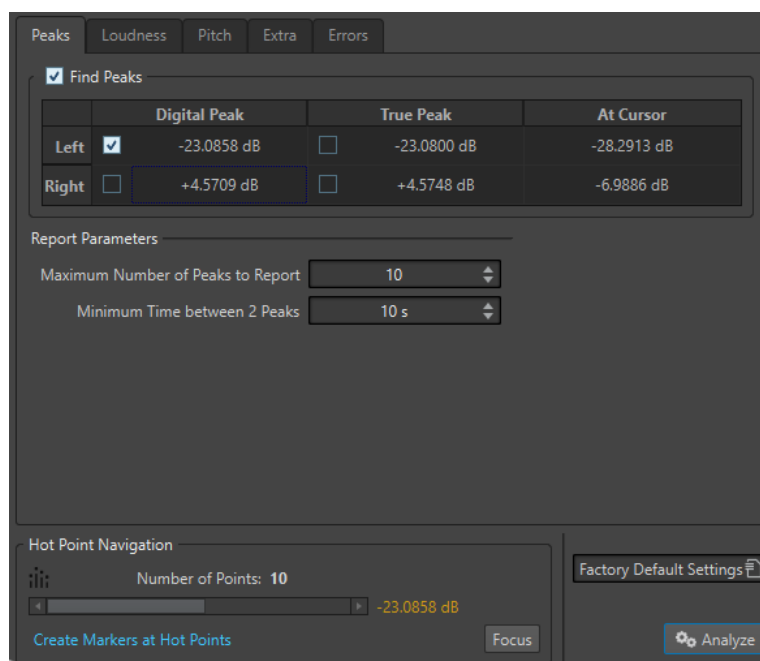 Peaks Loudness Pitch Extra Errors
Find Peaks
Digital Peak True Peak At Cursor
Left -23.0858 dB -23.0800 dB -28.2913 dB
Right +4.5709 dB +4.5748 dB -6.9886 dB
Report Parameters
Maximum Number of Peaks to Report 10
Minimum Time between 2 Peaks 10 s
Hot Point Navigation
Number of Points: 10
Factory Default Settings
-23.0858 dB
Create Markers at Hot Points Focus Analyze